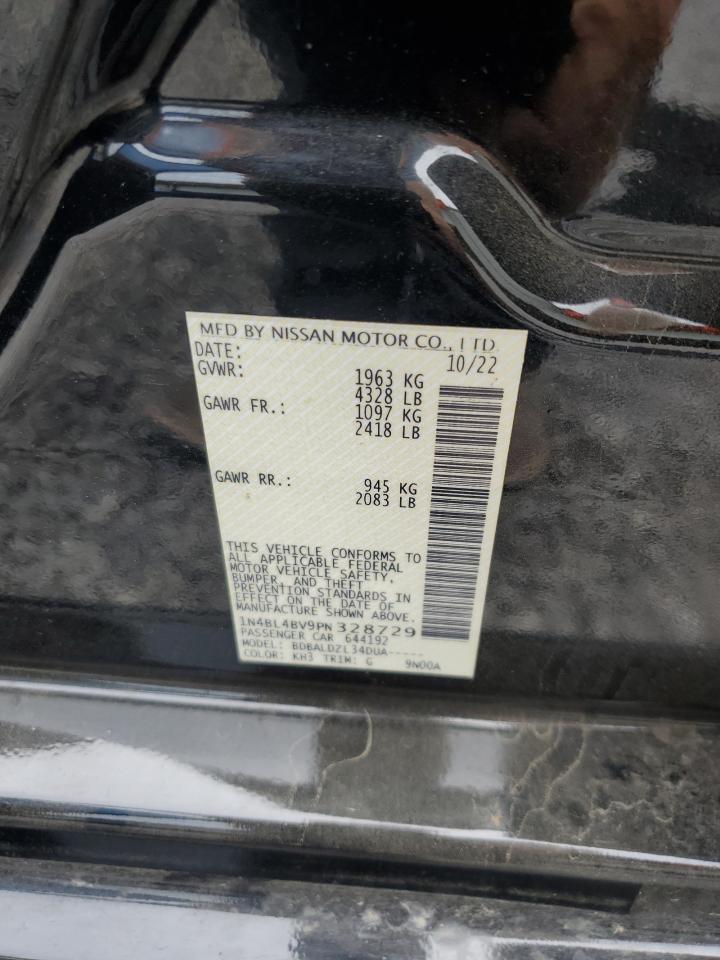 MFD BY NISSAN MOTOR CO., LTD.
DATE: 10/22
GVWR: 1963 KG
4328 LB
GAWR FR.: 1097 KG
2418 LB
GAWR RR.: 945 KG
2083 LB
THIS VEHICLE CONFORMS TO
ALL APPLICABLE FEDERAL
MOTOR VEHICLE SAFETY,
BUMPER, AND THEFT
PREVENTION STANDARDS IN
EFFECT ON THE DATE OF
MANUFACTURE SHOWN ABOVE.
1N4BL4BV9PN328729
PASSENGER CAR 644192
MODEL: BDBALDZL34DUA-----
COLOR: KH3 TRIM: G 9N00A